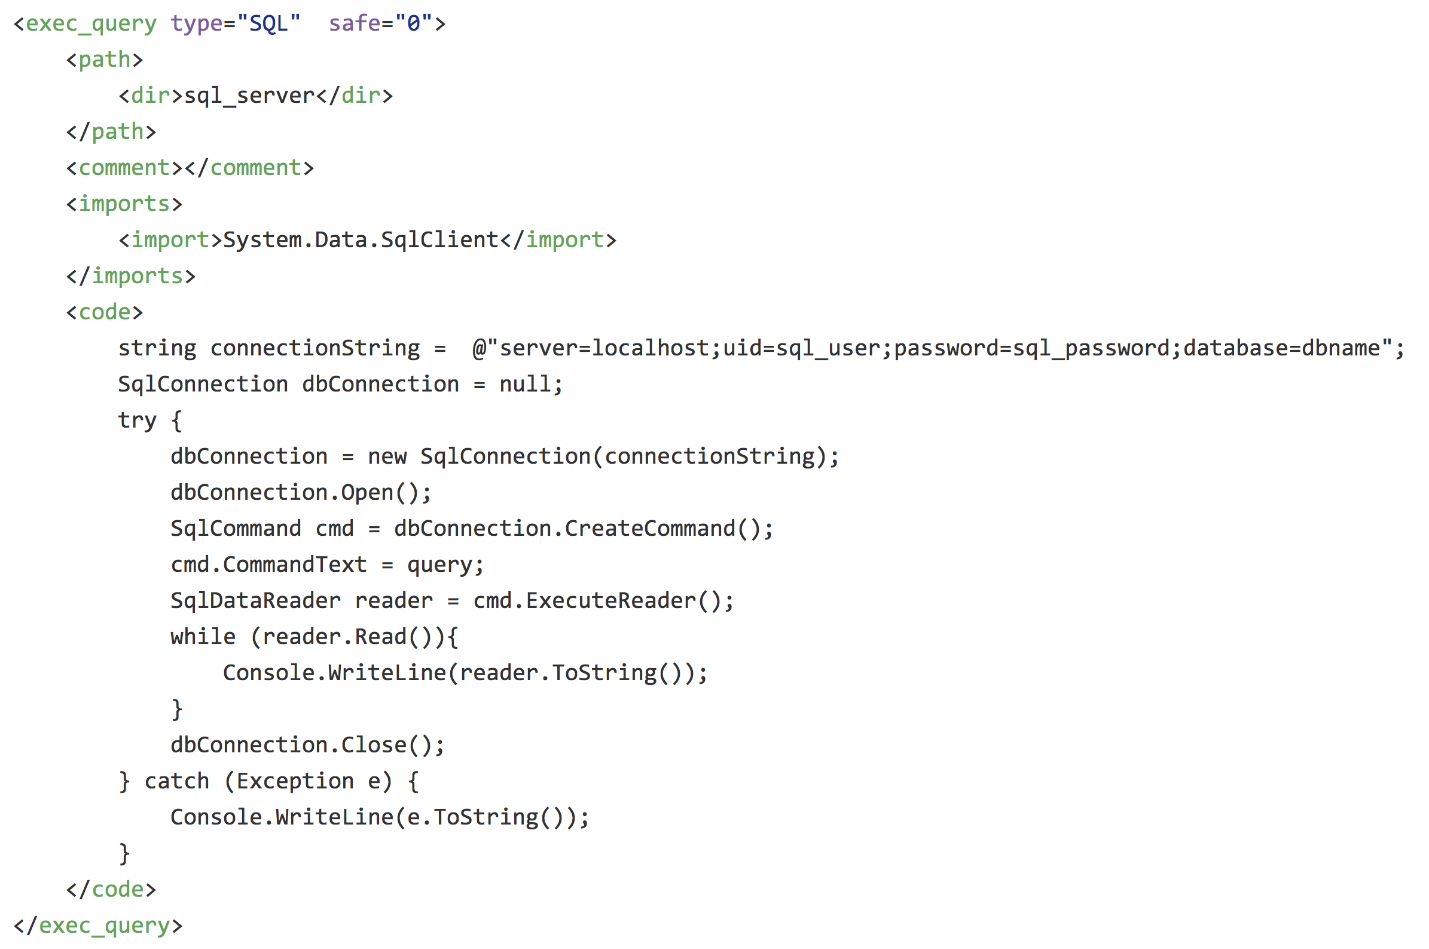 <exec_query type="SQL"  safe="0">
    <path>
        <dir>sql_server</dir>
    </path>
    <comment></comment>
    <imports>
        <import>System.Data.SqlClient</import>
    </imports>
    <code>
        string connectionString =  @"server=localhost;uid=sql_user;password=sql_password;database=dbname";
        SqlConnection dbConnection = null;
        try {
            dbConnection = new SqlConnection(connectionString);
            dbConnection.Open();
            SqlCommand cmd = dbConnection.CreateCommand();
            cmd.CommandText = query;
            SqlDataReader reader = cmd.ExecuteReader();
            while (reader.Read()){
                Console.WriteLine(reader.ToString());
            }
            dbConnection.Close();
        } catch (Exception e) {
            Console.WriteLine(e.ToString());
        }
    </code>
</exec_query>